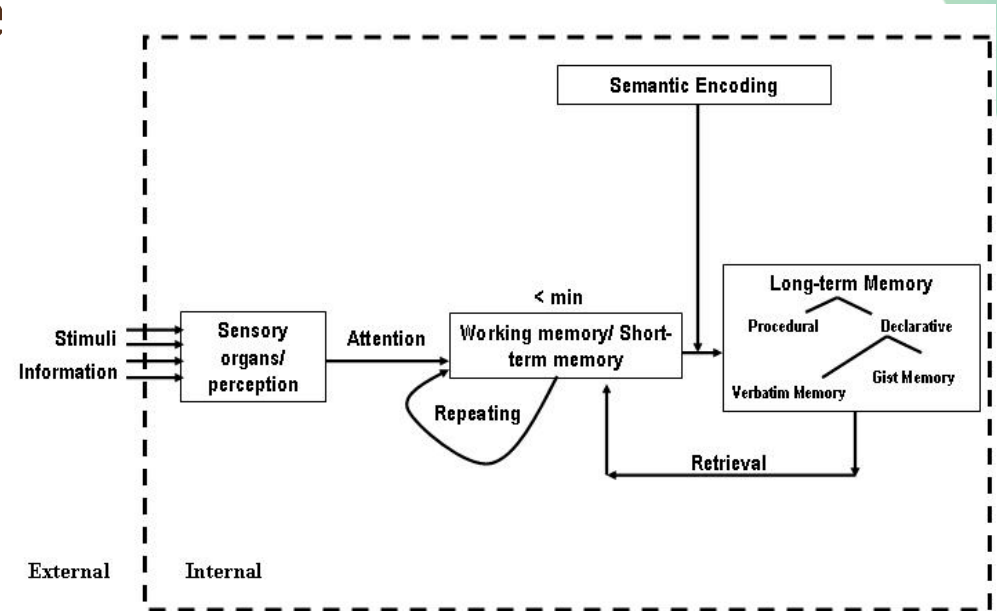 e
Semantic Encoding
Long-term Memory
Procedural
Declarative
Verbatim Memory
Gist Memory
< min
Working memory/ Short-
term memory
Attention
Repeating
Retrieval
Sensory
organs/
perception
Stimuli
Information
External
Internal